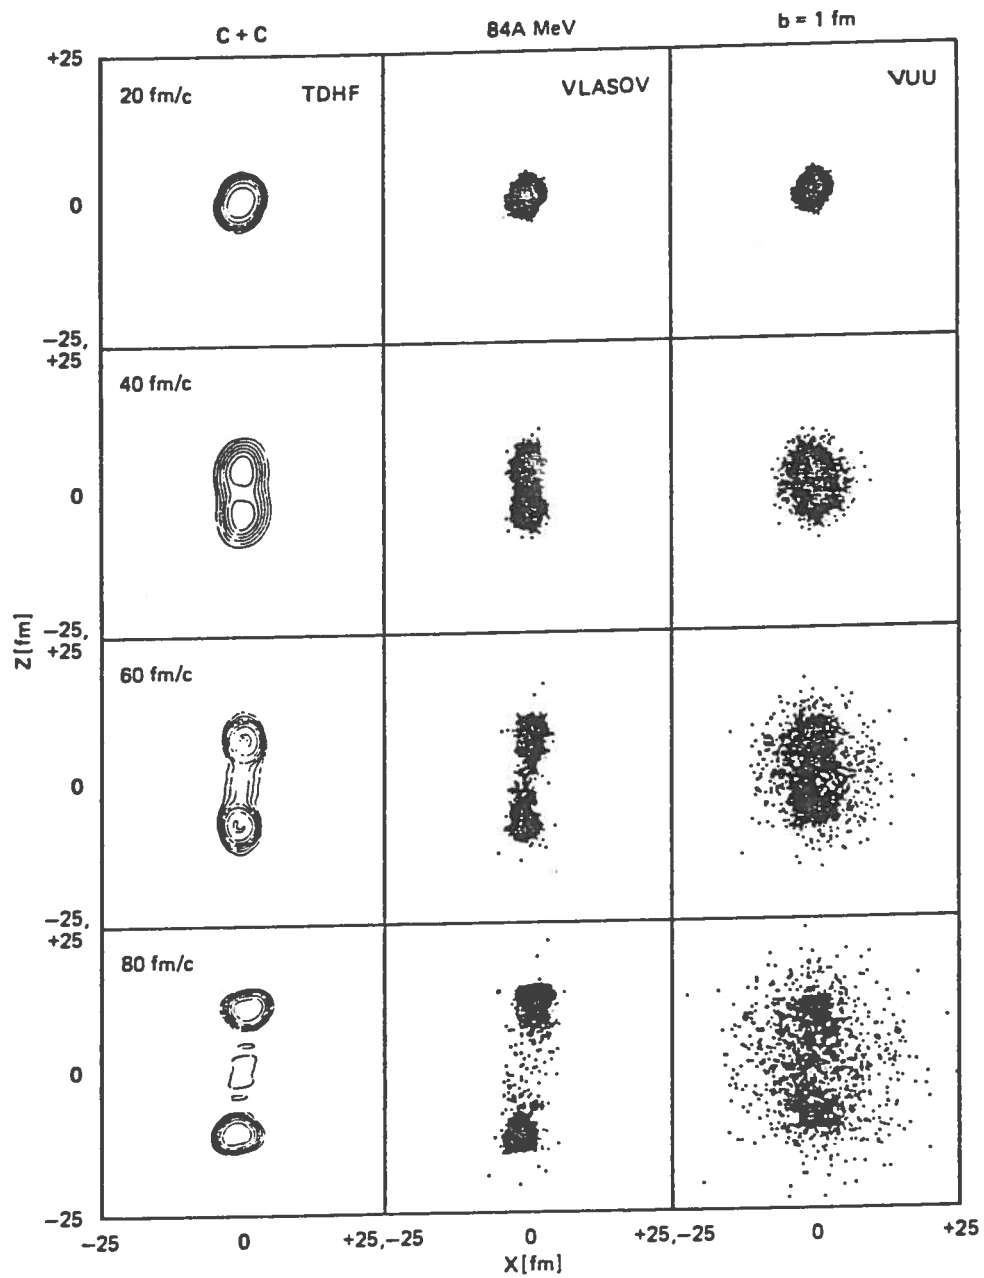 C + C 84A MeV b = 1 fm
+25
20 fm/c TDHF VLASOV VUU
0
−25,
+25
40 fm/c
0
−25,
+25
Z[fm]
60 fm/c
0
−25,
+25
80 fm/c
0
−25
−25 0 +25,−25 0 +25,−25 0 +25
X[fm]